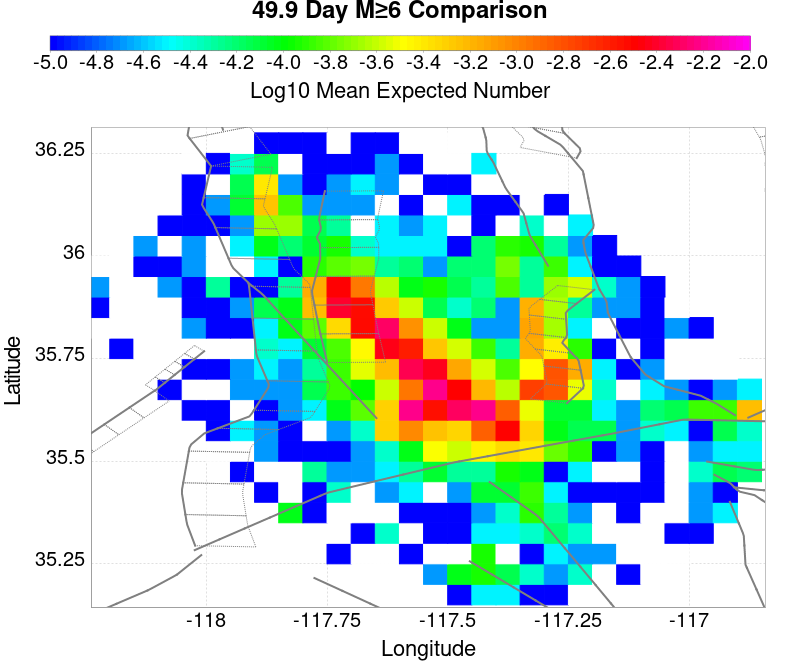 49.9 Day M≥6 Comparison
-5.0 -4.8 -4.6 -4.4 -4.2 -4.0 -3.8 -3.6 -3.4 -3.2 -3.0 -2.8 -2.6 -2.4 -2.2 -2.0
Log10 Mean Expected Number
36.25
36
35.75
35.5
35.25
Latitude
-118 -117.75 -117.5 -117.25 -117
Longitude